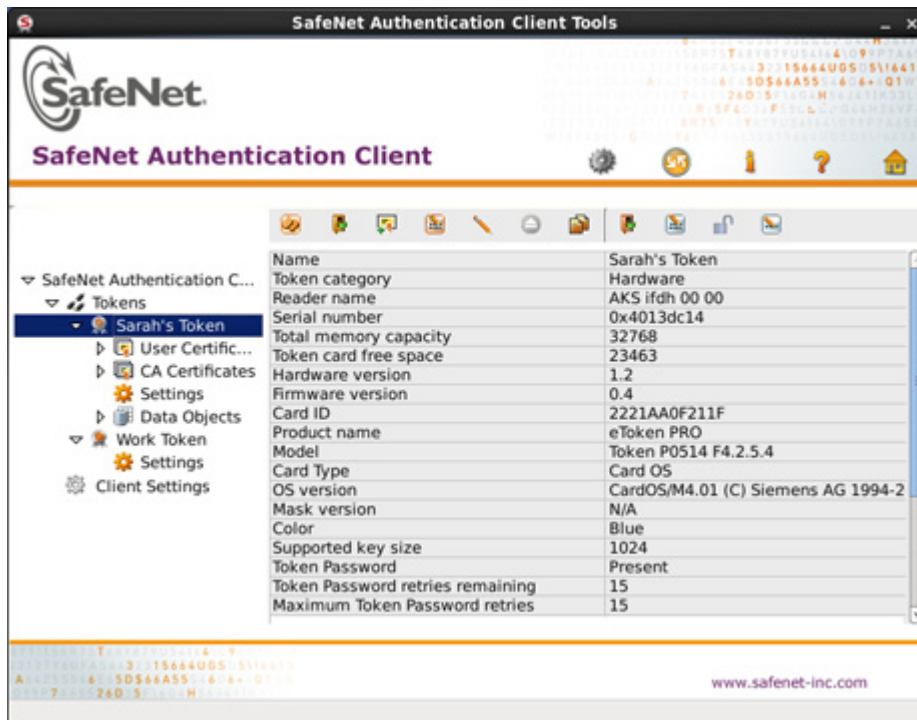 SafeNet Authentication Client Tools
SafeNet.
SafeNet Authentication Client
SafeNet Authentication C...
Tokens
Sarah's Token
User Certific...
CA Certificates
Settings
Data Objects
Work Token
Settings
Client Settings
Name Sarah's Token
Token category Hardware
Reader name AKS ifdh 00 00
Serial number 0x4013dc14
Total memory capacity 32768
Token card free space 23463
Hardware version 1.2
Firmware version 0.4
Card ID 2221AA0F211F
Product name eToken PRO
Model Token P0514 F4.2.5.4
Card Type Card OS
OS version CardOS/M4.01 (C) Siemens AG 1994-2
Mask version N/A
Color Blue
Supported key size 1024
Token Password Present
Token Password retries remaining 15
Maximum Token Password retries 15
www.safenet-inc.com